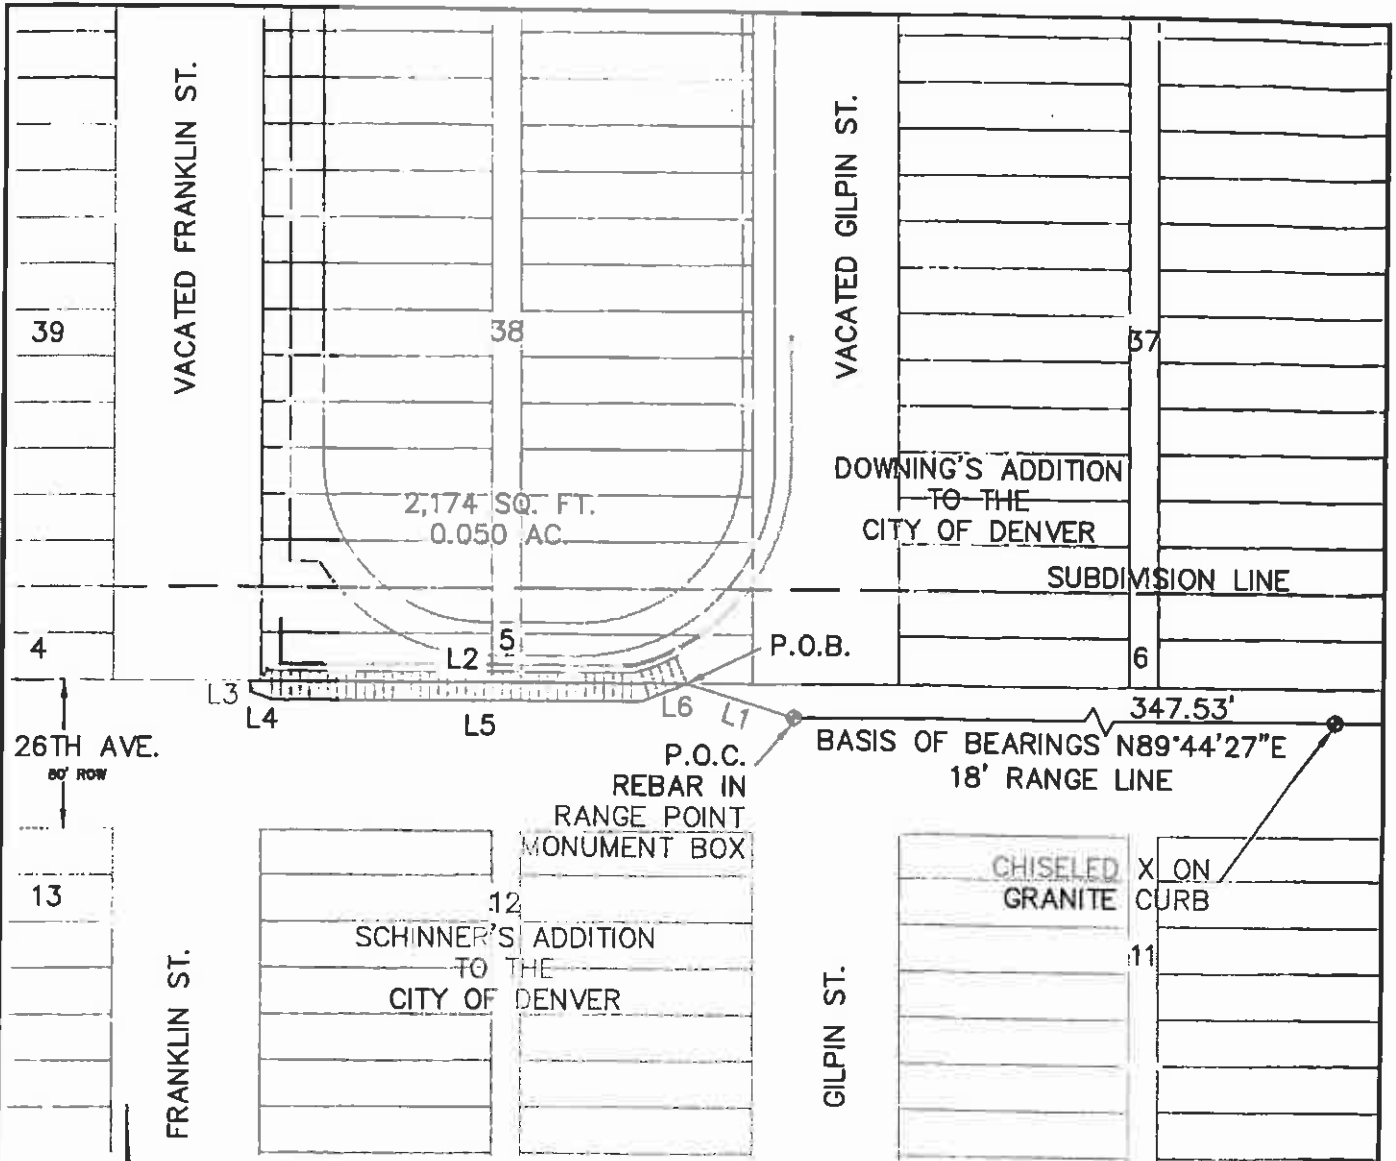 VACATED FRANKLIN ST.
VACATED GILPIN ST.
39
38
37
DOWNING'S ADDITION
TO THE
CITY OF DENVER
2,174 SQ. FT.
0.050 AC.
SUBDIVISION LINE
4
5
6
L2
P.O.B.
L3
L4
L5
L6
L1
347.53'
BASIS OF BEARINGS N89°44'27"E
18' RANGE LINE
26TH AVE.
80' ROW
P.O.C.
REBAR IN
RANGE POINT
MONUMENT BOX
CHISELED X ON
GRANITE CURB
13
12
11
SCHINNER'S ADDITION
TO THE
CITY OF DENVER
FRANKLIN ST.
GILPIN ST.